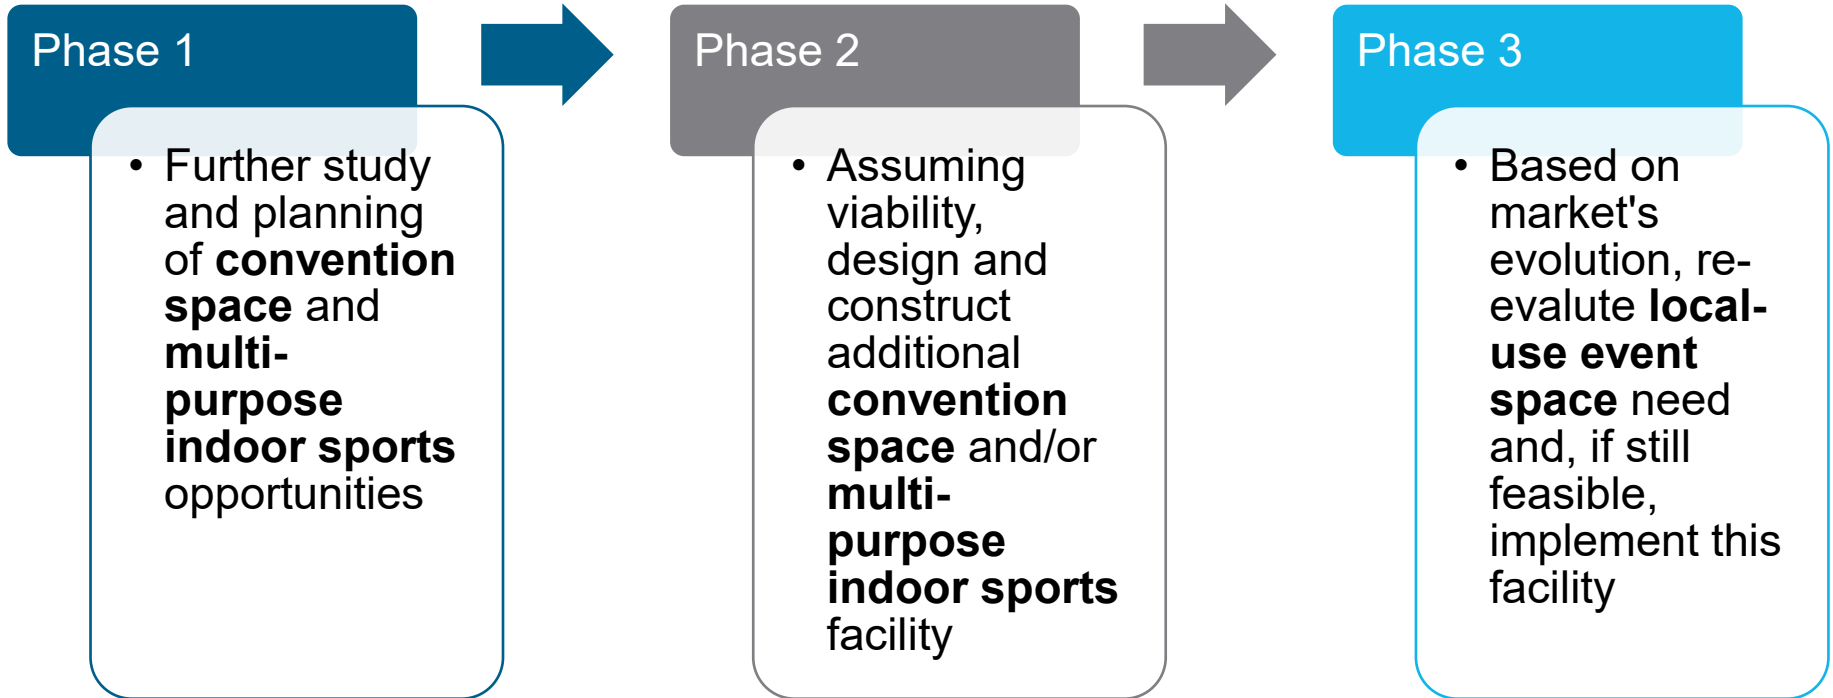 Phase 1
• Further study
and planning
of convention
space and
multi-
purpose
indoor sports
opportunities
Phase 2
• Assuming
viability,
design and
construct
additional
convention
space and/or
multi-
purpose
indoor sports
facility
Phase 3
• Based on
market's
evolution, re-
evalute local-
use event
space need
and, if still
feasible,
implement this
facility